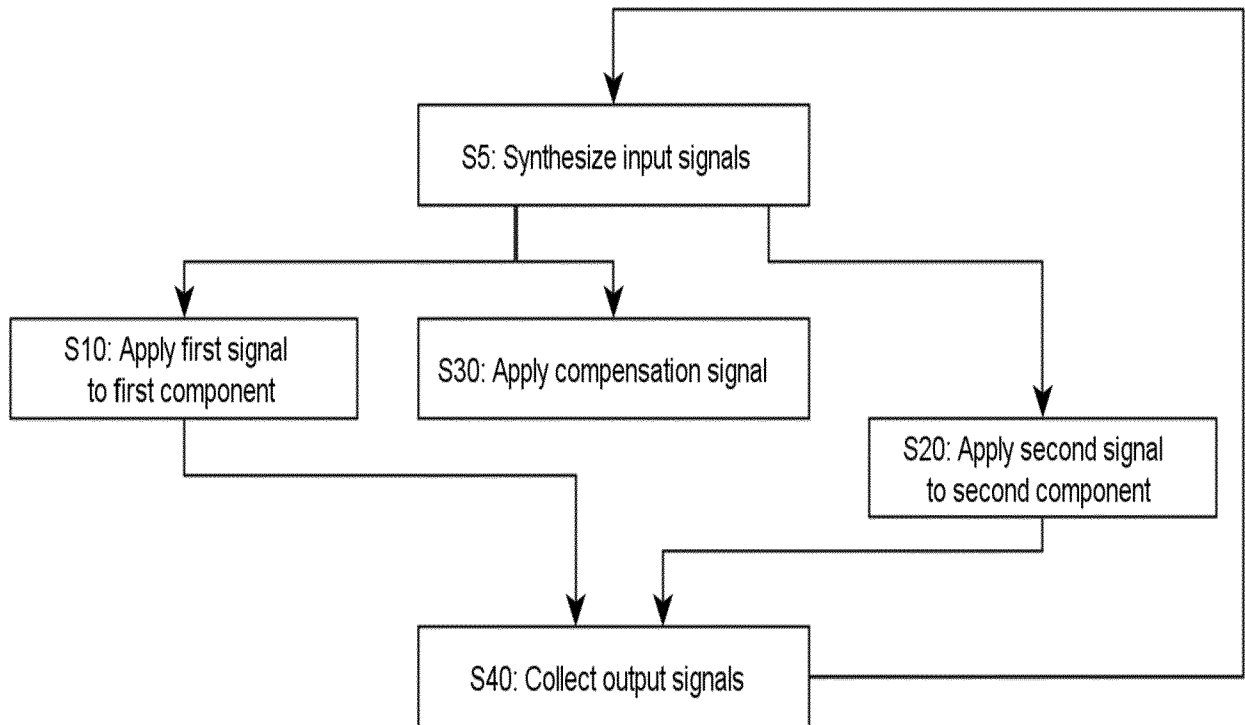 S5: Synthesize input signals
S10: Apply first signal
to first component
S30: Apply compensation signal
S20: Apply second signal
to second component
S40: Collect output signals